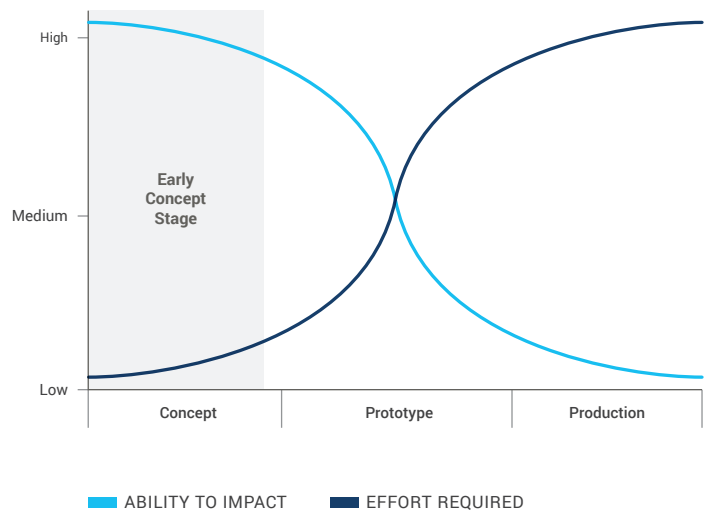 High
Early
Concept
Stage
Medium
Low
Concept Prototype Production
ABILITY TO IMPACT EFFORT REQUIRED